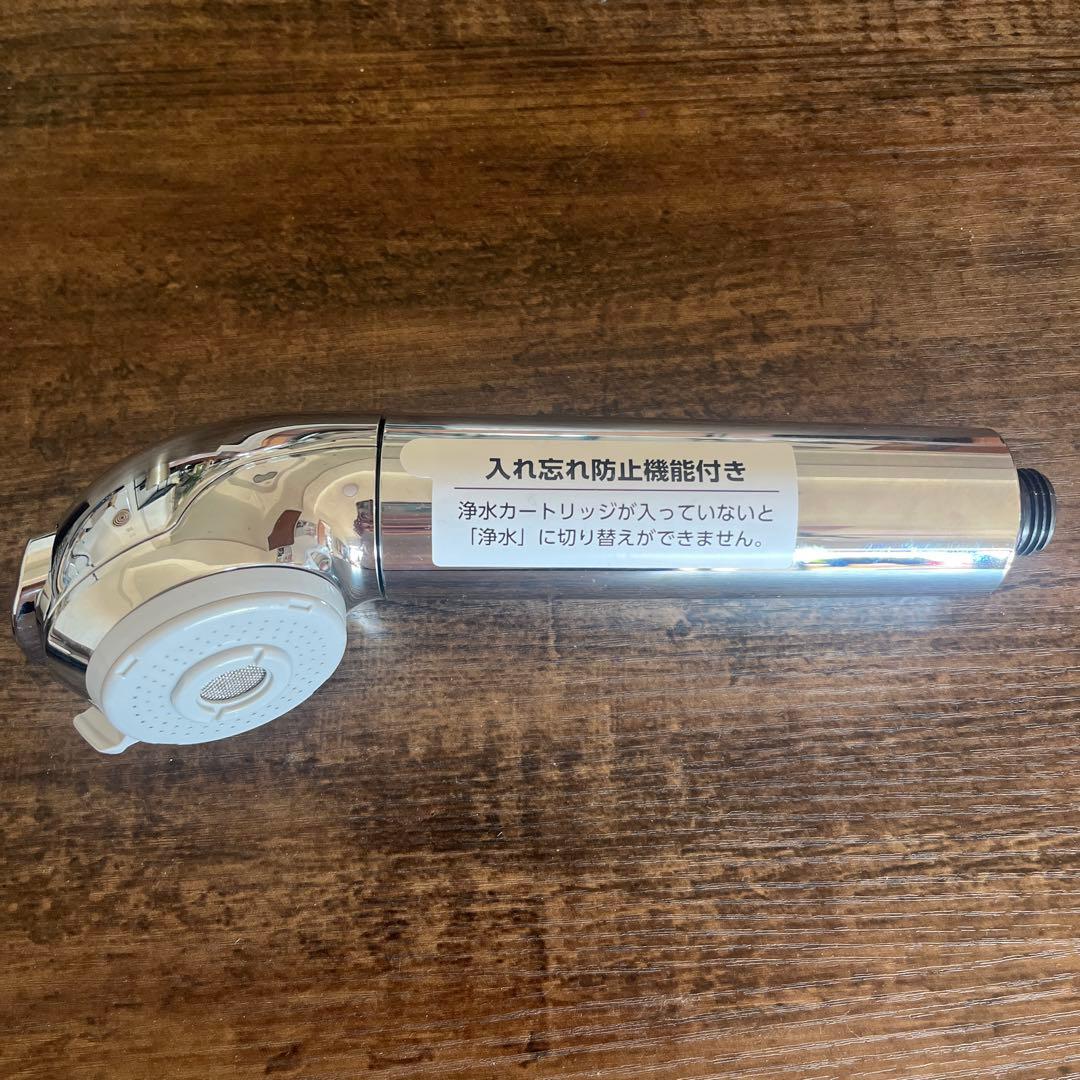 入れ忘れ防止機能付き
浄水カートリッジが入っていないと
「浄水」に切り替えができません。